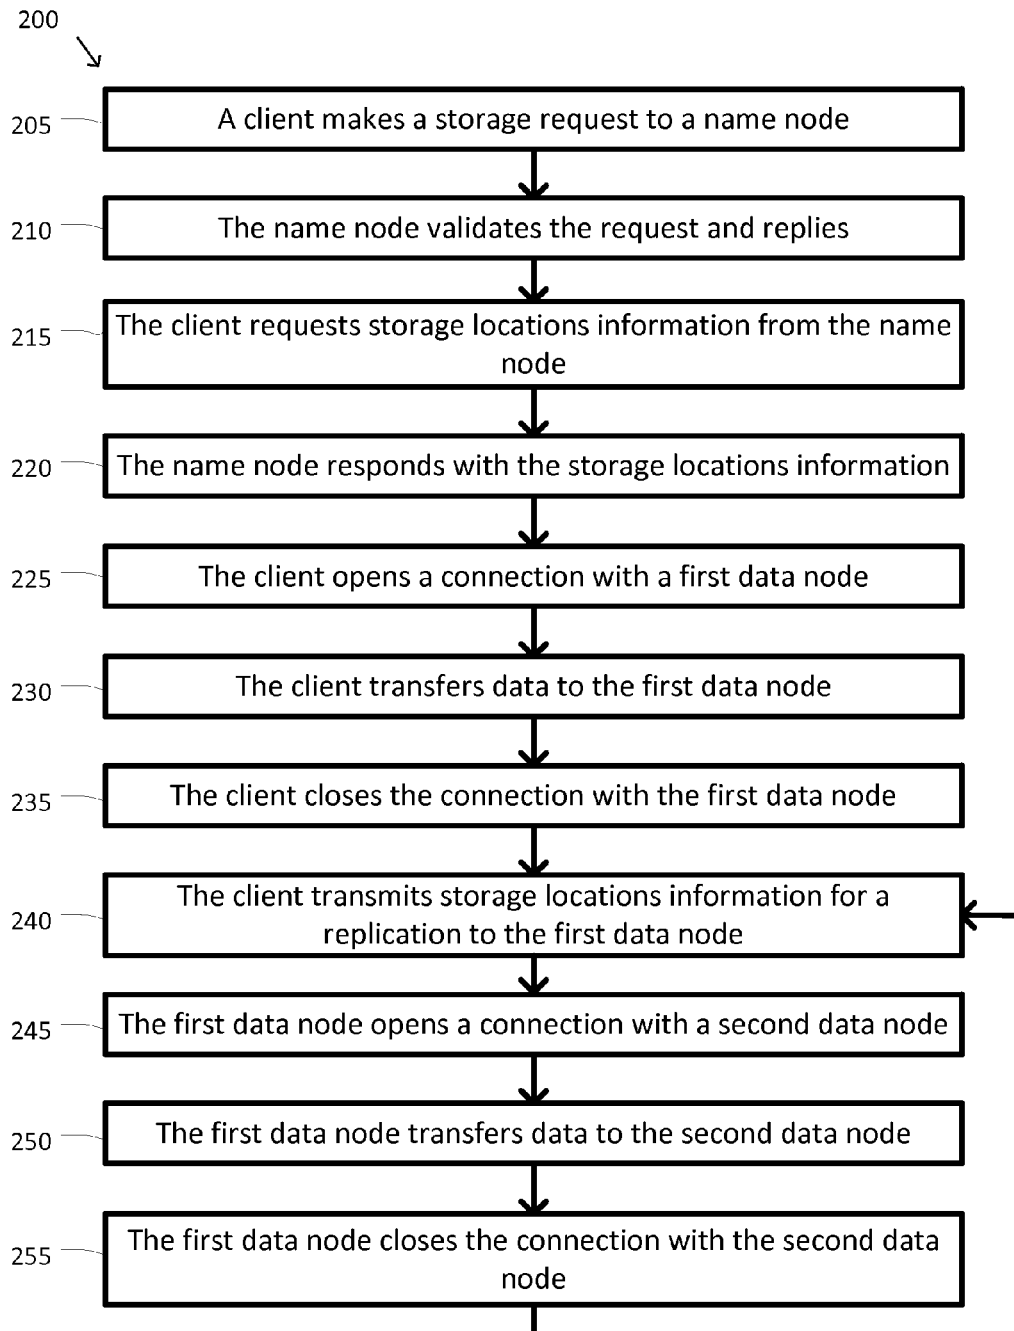 200
205
A client makes a storage request to a name node
210
The name node validates the request and replies
215
The client requests storage locations information from the name
node
220
The name node responds with the storage locations information
225
The client opens a connection with a first data node
230
The client transfers data to the first data node
235
The client closes the connection with the first data node
240
The client transmits storage locations information for a
replication to the first data node
245
The first data node opens a connection with a second data node
250
The first data node transfers data to the second data node
255
The first data node closes the connection with the second data
node